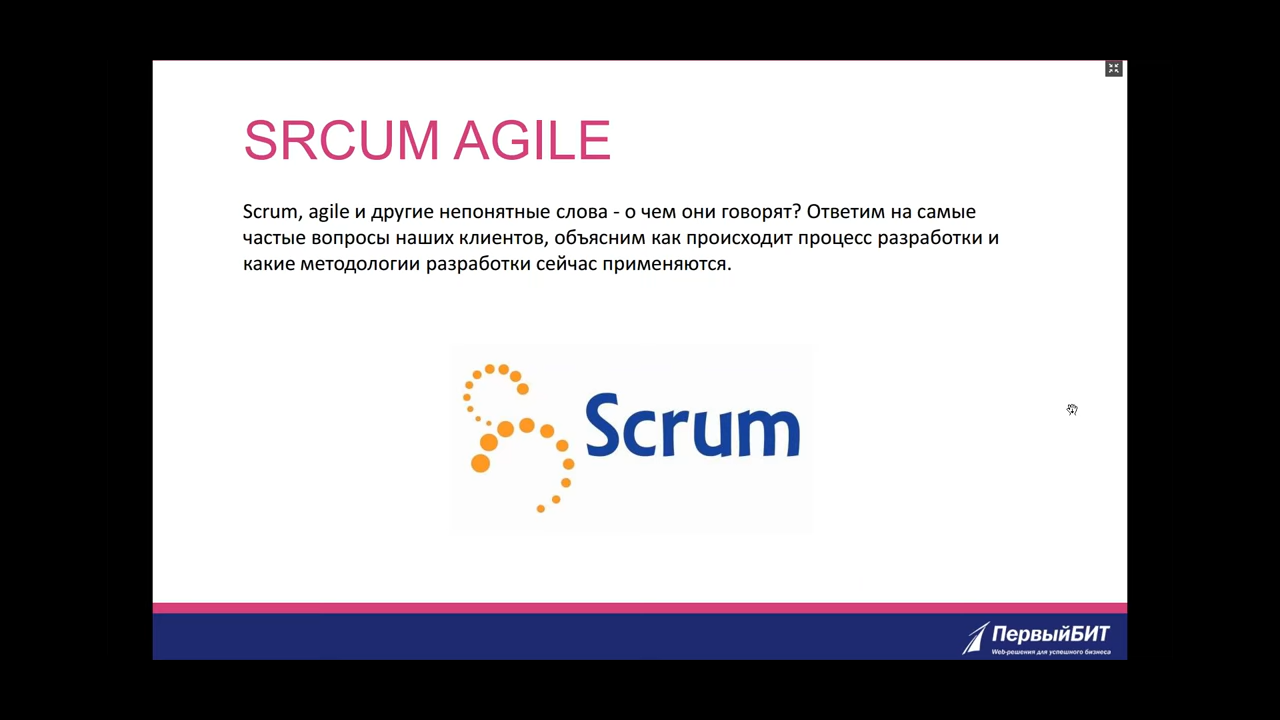 SRCUM AGILE
Scrum, agile и другие непонятные слова - о чем они говорят? Ответим на самые
частые вопросы наших клиентов, объясним как происходит процесс разработки и
какие методологии разработки сейчас применяются.
Scrum
ПервыйБИТ
Web-решения для успешного бизнеса